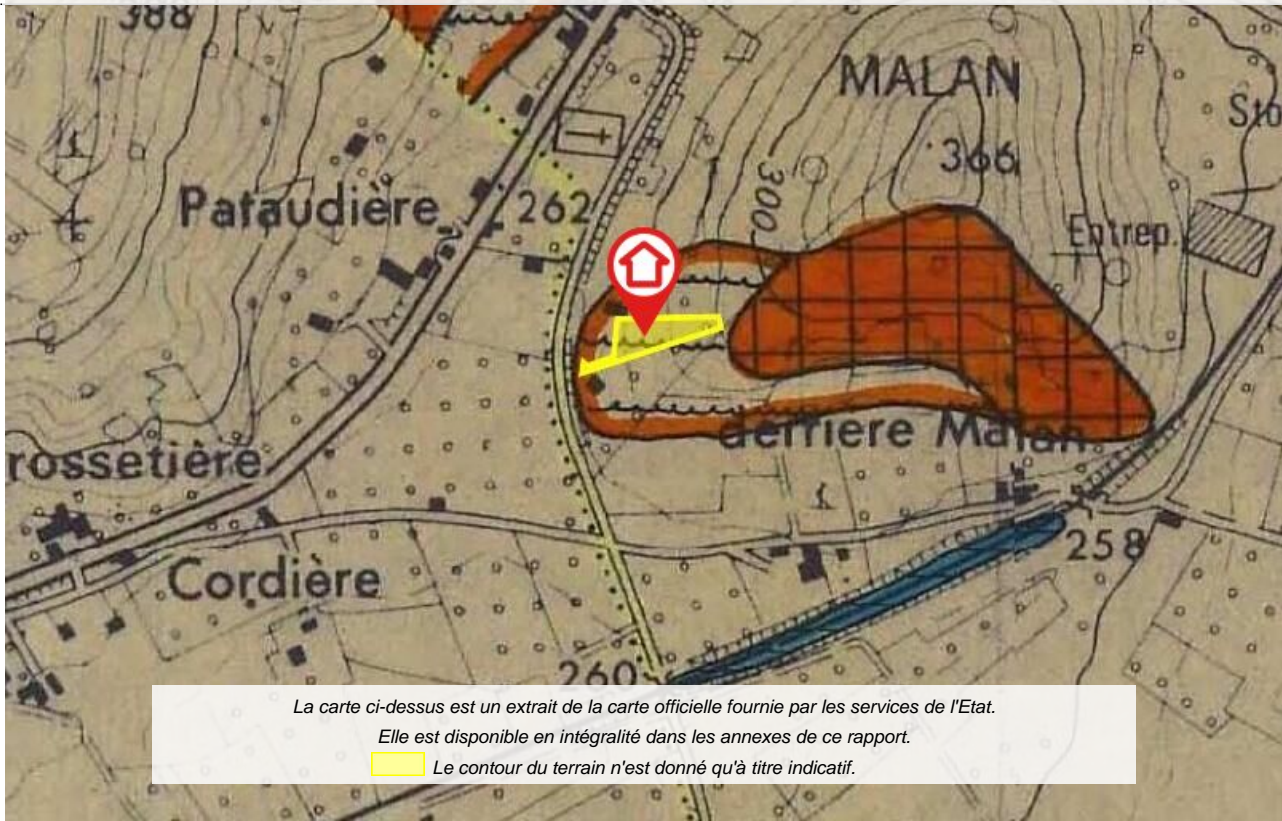 388
MALAN
Sto
366
Pataudière
262
300
Entrep.
derrière Malan
rossetière
258
Cordière
260
La carte ci-dessus est un extrait de la carte officielle fournie par les services de l'Etat.
Elle est disponible en intégralité dans les annexes de ce rapport.
Le contour du terrain n'est donné qu'à titre indicatif.